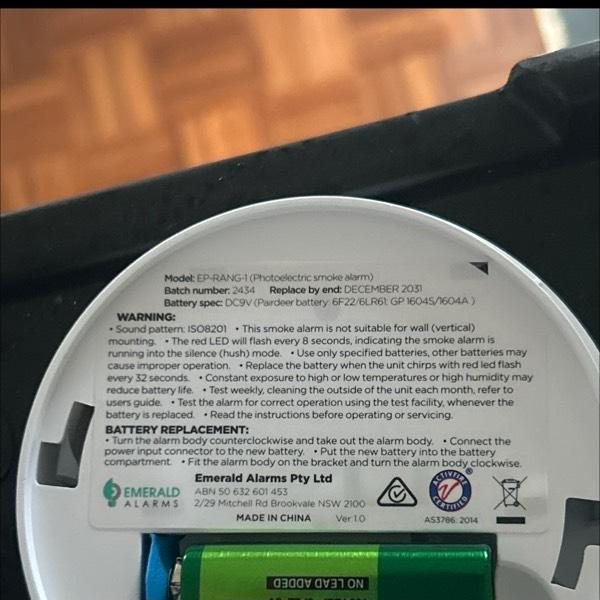 Model: EP-RANG-1 (Photoelectric smoke alarm)
Batch number: 2434 Replace by end: DECEMBER 2031
Battery spec: DC9V (Pairdeer battery: 6F22/6LR61: GP 1604S/1604A )
WARNING:
• Sound pattern: ISO8201 • This smoke alarm is not suitable for wall (vertical)
mounting. • The red LED will flash every 8 seconds, indicating the smoke alarm is
running into the silence (hush) mode. • Use only specified batteries, other batteries may
cause improper operation. • Replace the battery when the unit chirps with red led flash
every 32 seconds. • Constant exposure to high or low temperatures or high humidity may
reduce battery life. • Test weekly, cleaning the outside of the unit each month, refer to
users guide. • Test the alarm for correct operation using the test facility, whenever the
battery is replaced. • Read the instructions before operating or servicing.
BATTERY REPLACEMENT:
• Turn the alarm body counterclockwise and take out the alarm body. • Connect the
power input connector to the new battery. • Put the new battery into the battery
compartment. • Fit the alarm body on the bracket and turn the alarm body clockwise.
EMERALD
ALARMS
Emerald Alarms Pty Ltd
ABN 50 632 601 453
2/29 Mitchell Rd Brookvale NSW 2100
MADE IN CHINA Ver 1.0
ACTIVFIRE
CERTIFIED
AS3786: 2014
NO LEAD ADDED